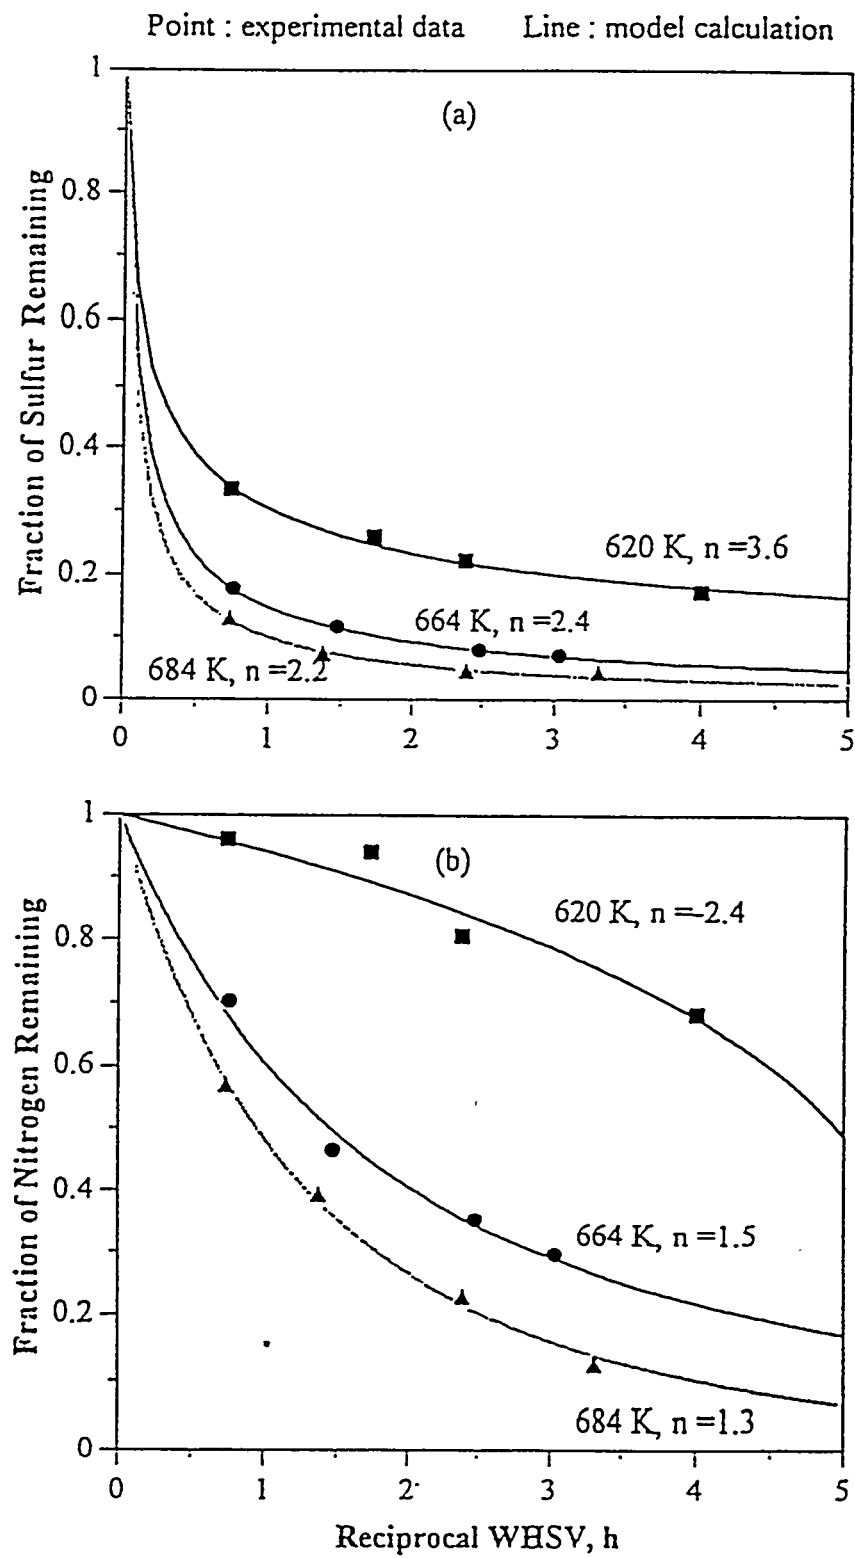 Point : experimental data Line : model calculation
1
(a)
0.8
0.6
0.4
0.2
0
Fraction of Sulfur Remaining
620 K, n =3.6
664 K, n =2.4
684 K, n =2.2
0 1 2 3 4 5
1
(b)
0.8
0.6
0.4
0.2
0
Fraction of Nitrogen Remaining
620 K, n =-2.4
664 K, n =1.5
684 K, n =1.3
0 1 2 3 4 5
Reciprocal WHSV, h